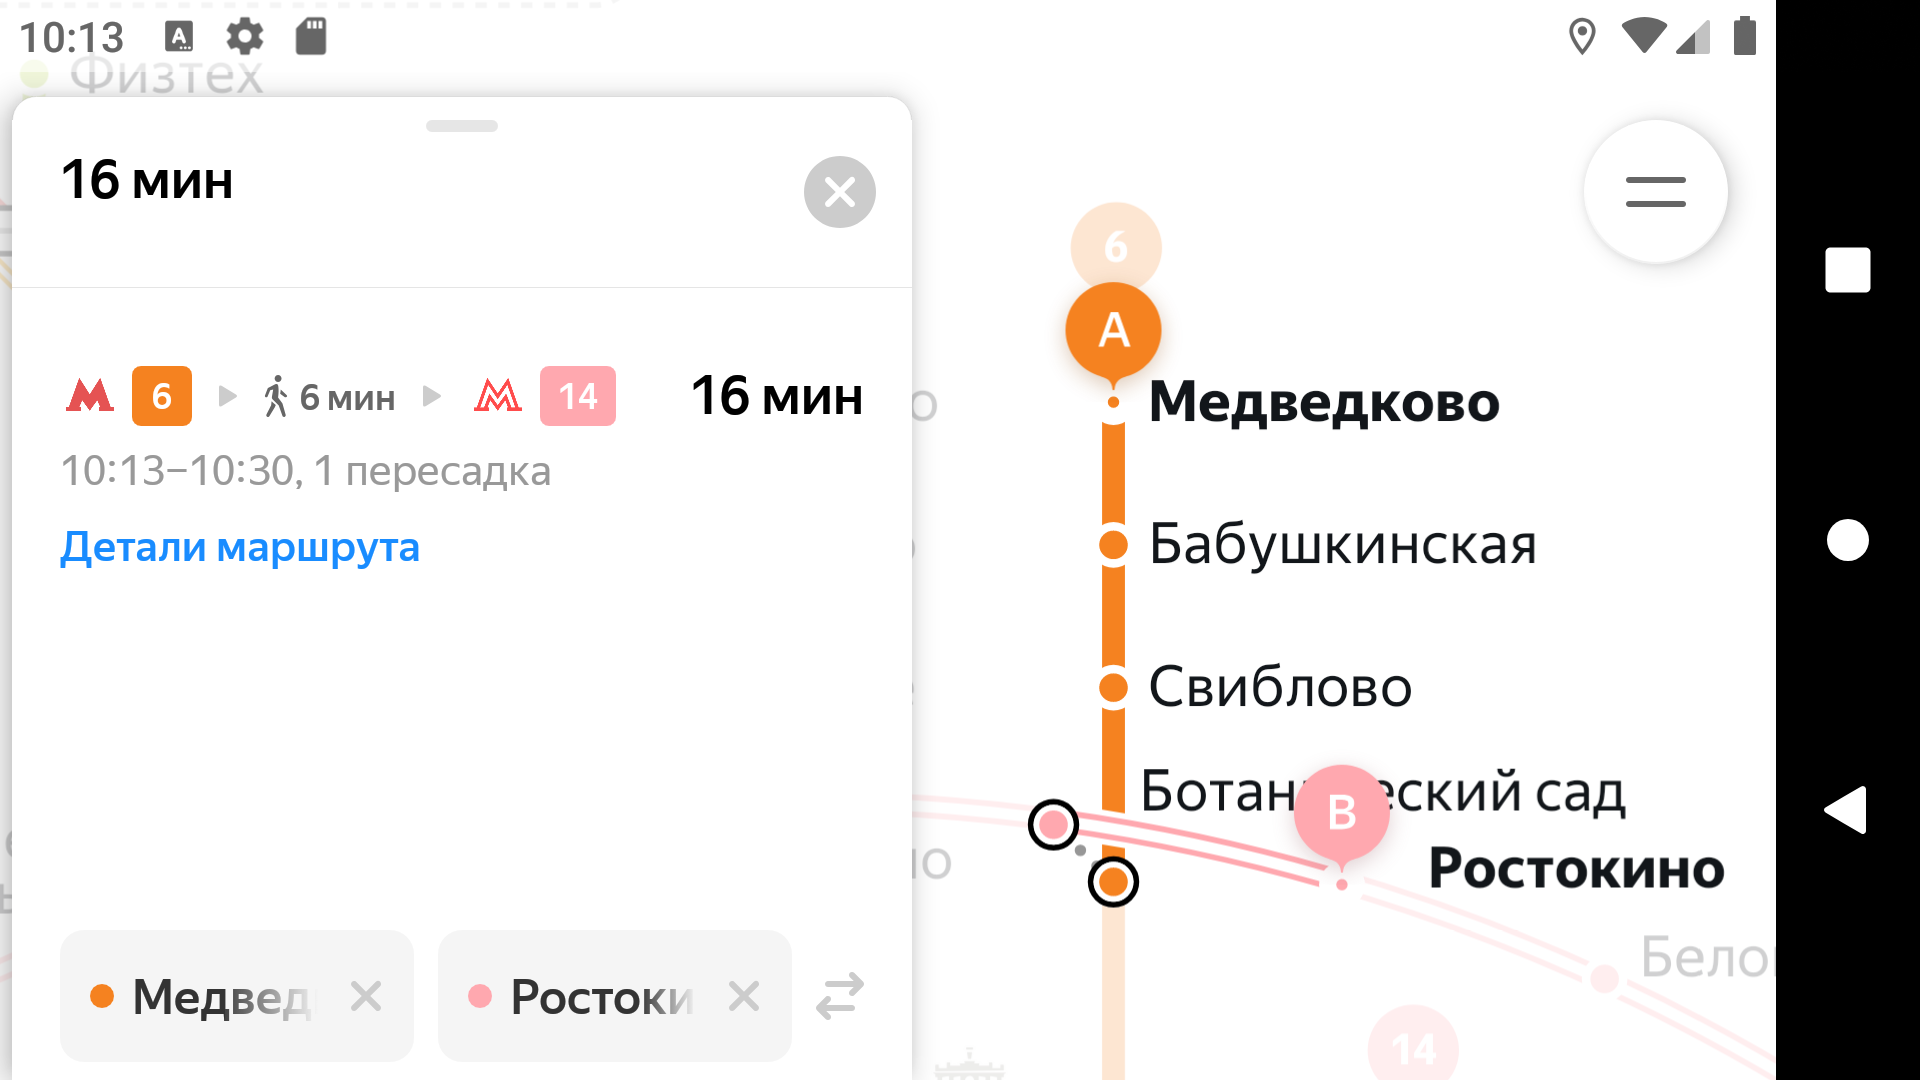 10:13
Физтех
16 мин
6 6 мин 14 16 мин
10:13–10:30, 1 пересадка
Детали маршрута
Медвед
Ростоки
6
A
Медведково
Бабушкинская
Свиблово
B
Ростокино
сад
14